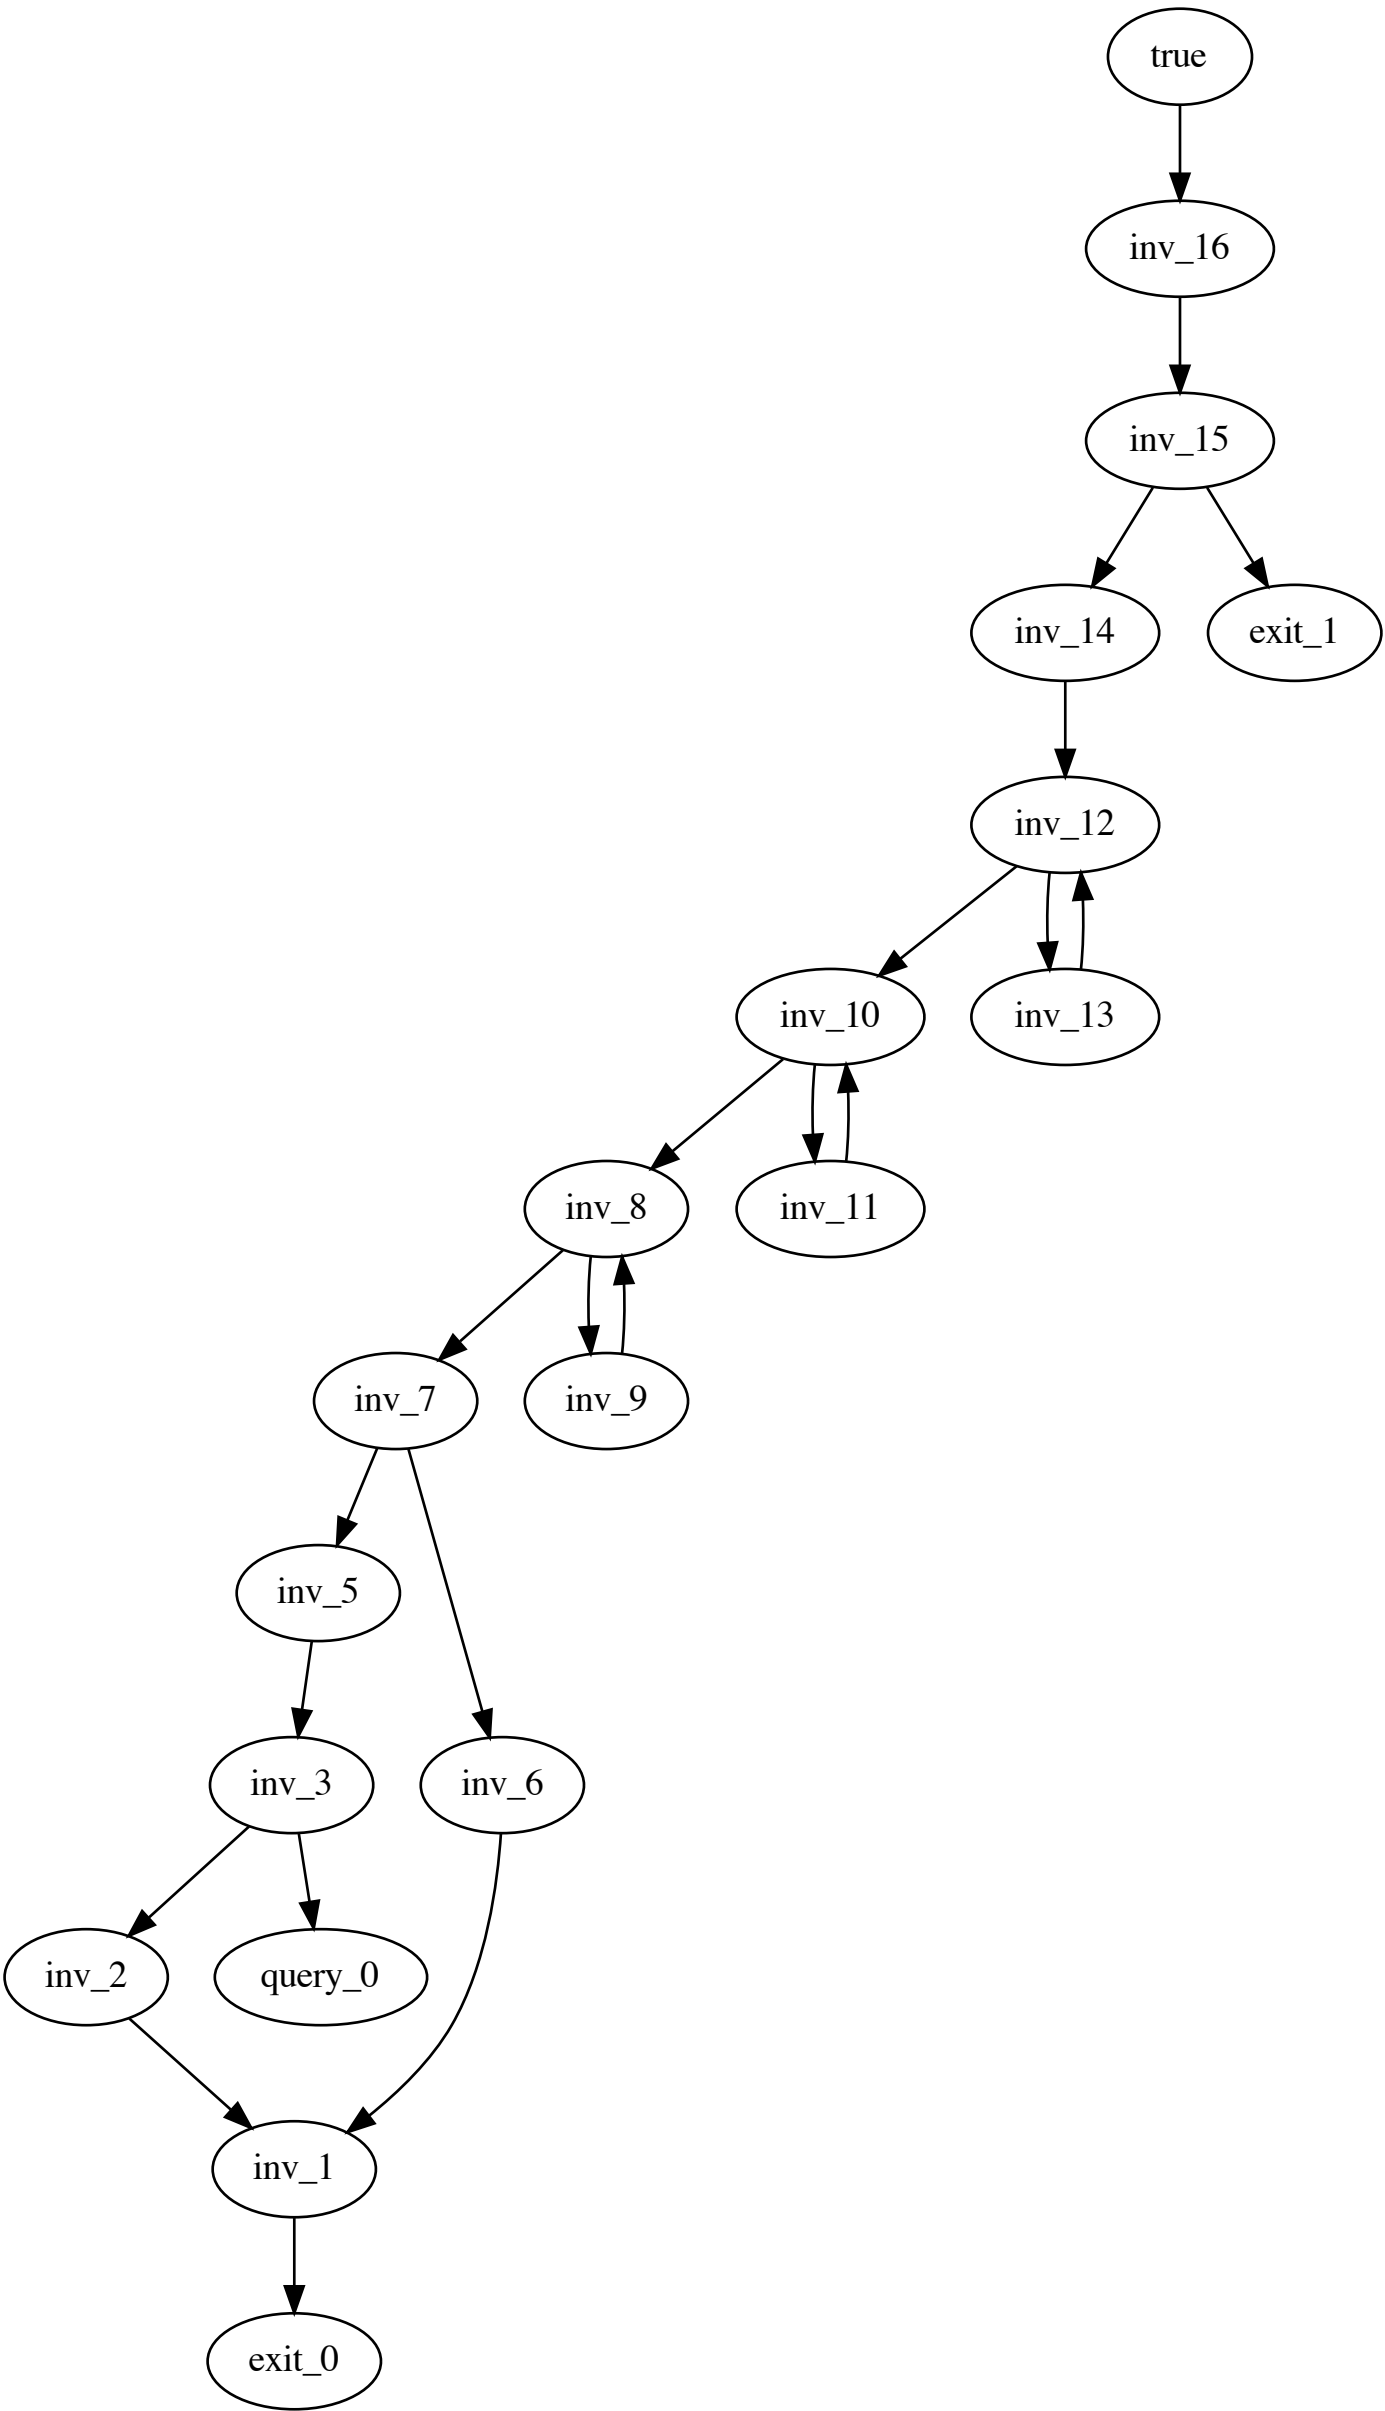 true
inv_16
inv_15
inv_14
exit_1
inv_12
inv_10
inv_13
inv_8
inv_11
inv_7
inv_9
inv_5
inv_3
inv_6
inv_2
query_0
inv_1
exit_0